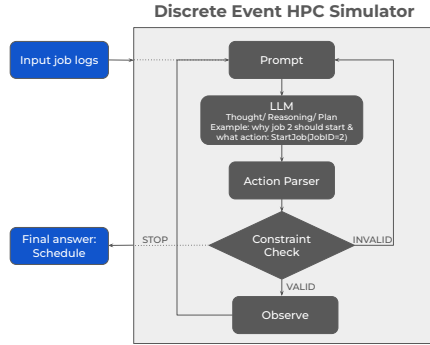 Discrete Event HPC Simulator
Input job logs
Prompt
LLM
Thought/ Reasoning/ Plan
Example: why job 2 should start &
what action: StartJob(JobID=2)
Action Parser
Final answer:
Schedule
STOP
Constraint
Check
INVALID
VALID
Observe